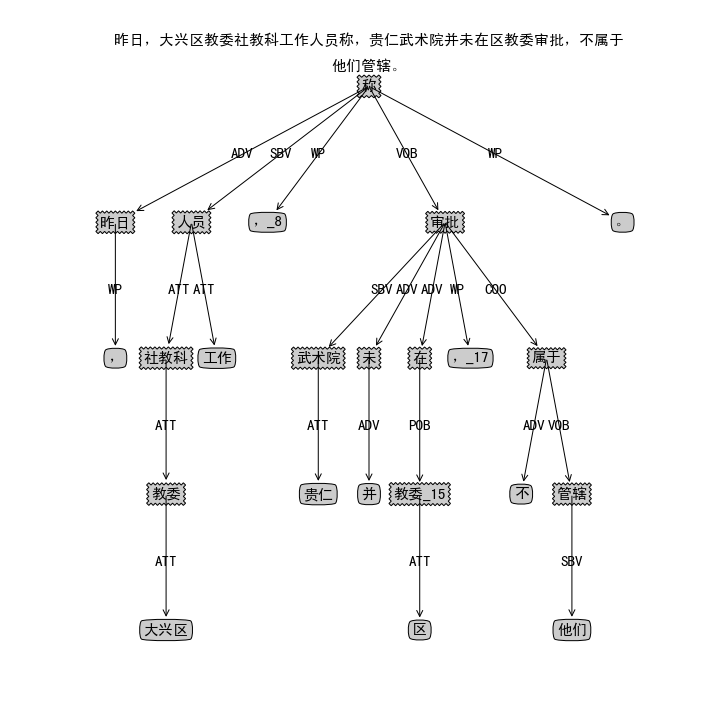 昨日，大兴区教委社教科工作人员称，贵仁武术院并未在区教委审批，不属于
他们管辖。
称
ADV SBV WP VOB WP
昨日 人员 ，_8 审批 。
WP ATT ATT SBV ADV ADV WP COO
， 社教科 工作 武术院 未 在 ，_17 属于
ATT ATT ADV POB ADV VOB
教委 贵仁 并 教委_15 不 管辖
ATT ATT SBV
大兴区 区 他们